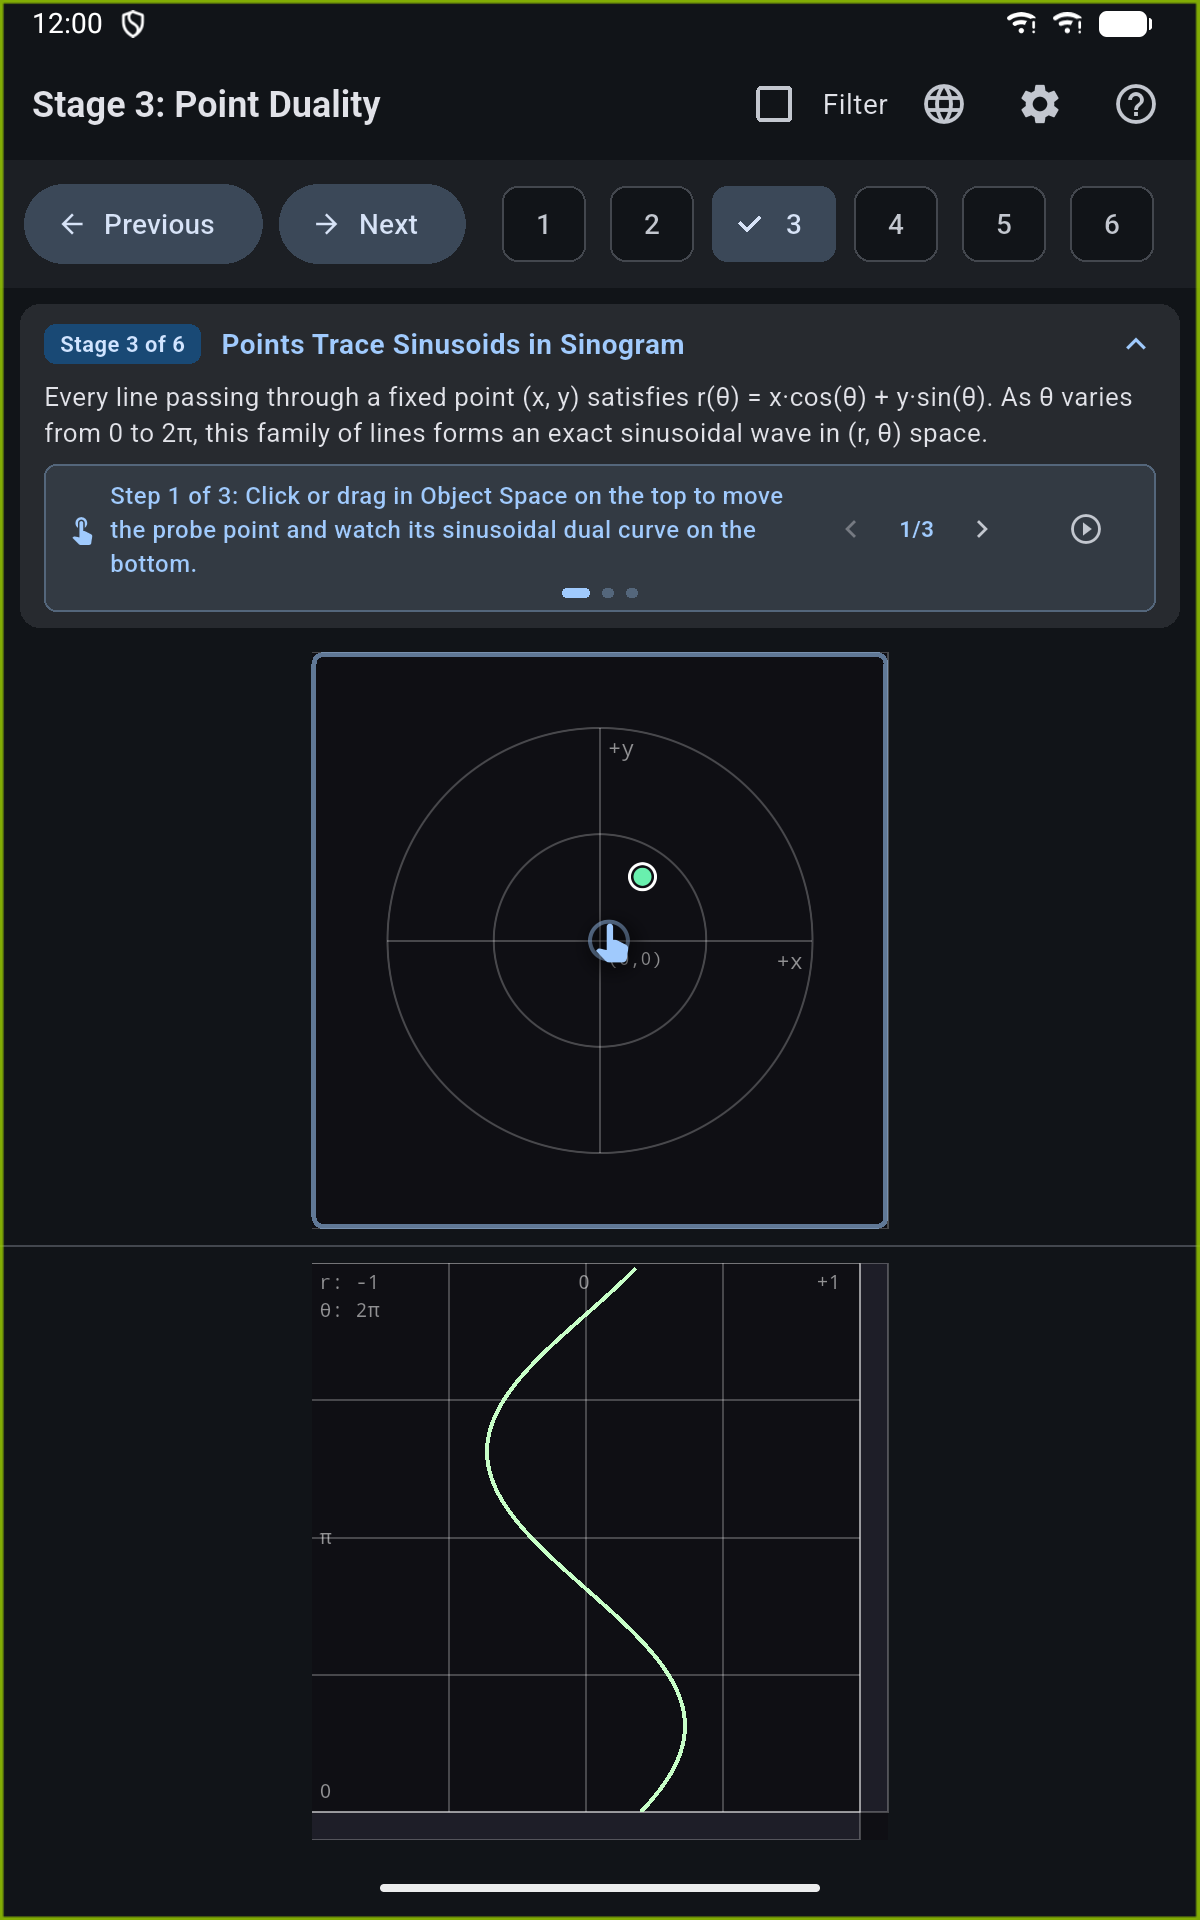 12:00
Stage 3: Point Duality
Filter
Previous
Next
1
2
3
4
5
6
Stage 3 of 6
Points Trace Sinusoids in Sinogram
Every line passing through a fixed point (x, y) satisfies r(θ) = x·cos(θ) + y·sin(θ). As θ varies
from 0 to 2π, this family of lines forms an exact sinusoidal wave in (r, θ) space.
Step 1 of 3: Click or drag in Object Space on the top to move
the probe point and watch its sinusoidal dual curve on the
bottom.
1/3
+y
,0)
+x
r: -1
0
+1
θ: 2π
π
0